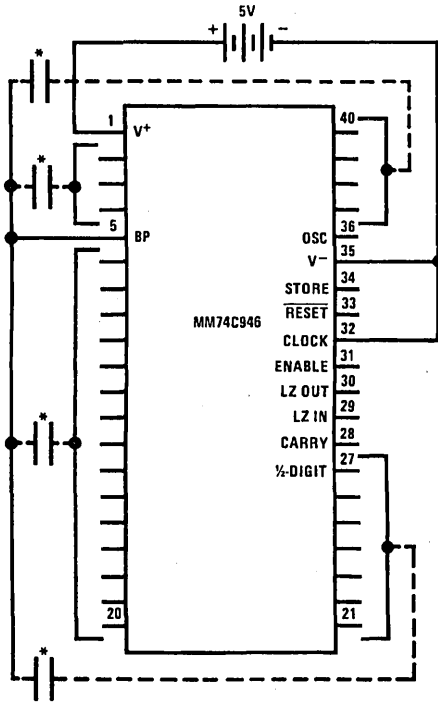 5V
+ −
*
1 V+ 40
*
5 BP OSC 36
V− 35
STORE 34
RESET 33
MM74C946 CLOCK 32
ENABLE 31
LZ OUT 30
LZ IN 29
CARRY 28
½-DIGIT 27
*
20 21
*